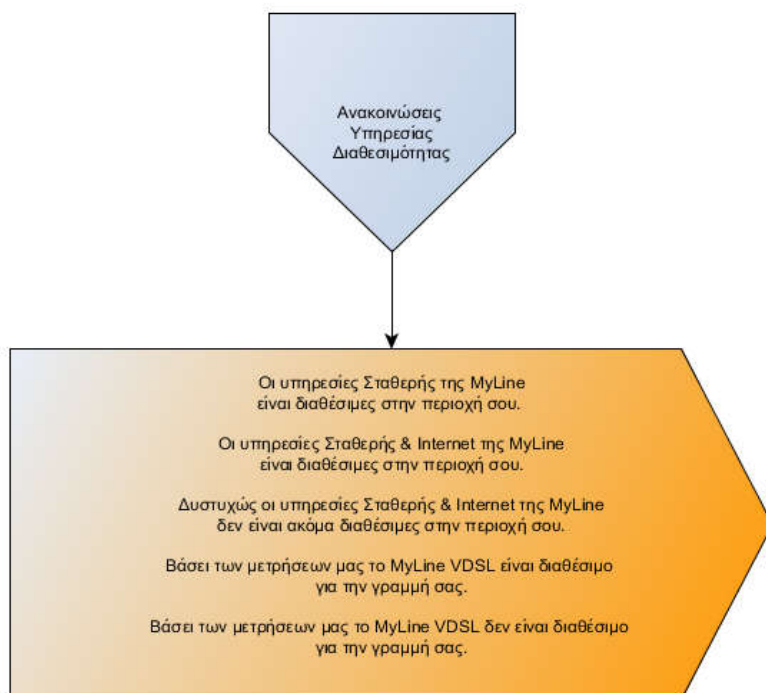 Ανακοινώσεις
Υπηρεσίας
Διαθεσιμότητας
Οι υπηρεσίες Σταθερής της MyLine
είναι διαθέσιμες στην περιοχή σου.
Οι υπηρεσίες Σταθερής & Internet της MyLine
είναι διαθέσιμες στην περιοχή σου.
Δυστυχώς οι υπηρεσίες Σταθερής & Internet της MyLine
δεν είναι ακόμα διαθέσιμες στην περιοχή σου.
Βάσει των μετρήσεων μας το MyLine VDSL είναι διαθέσιμο
για την γραμμή σας.
Βάσει των μετρήσεων μας το MyLine VDSL δεν είναι διαθέσιμο
για την γραμμή σας.